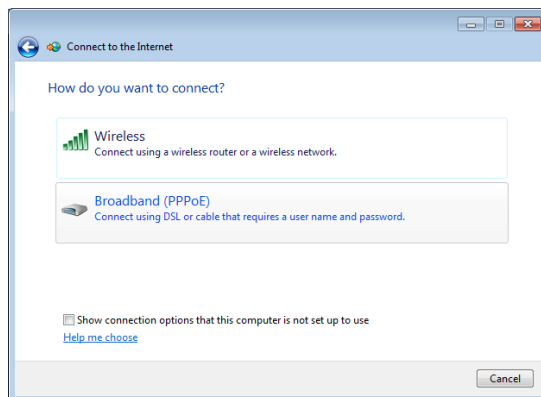 Connect to the Internet
How do you want to connect?
Wireless
Connect using a wireless router or a wireless network.
Broadband (PPPoE)
Connect using DSL or cable that requires a user name and password.
Show connection options that this computer is not set up to use
Help me choose
Cancel